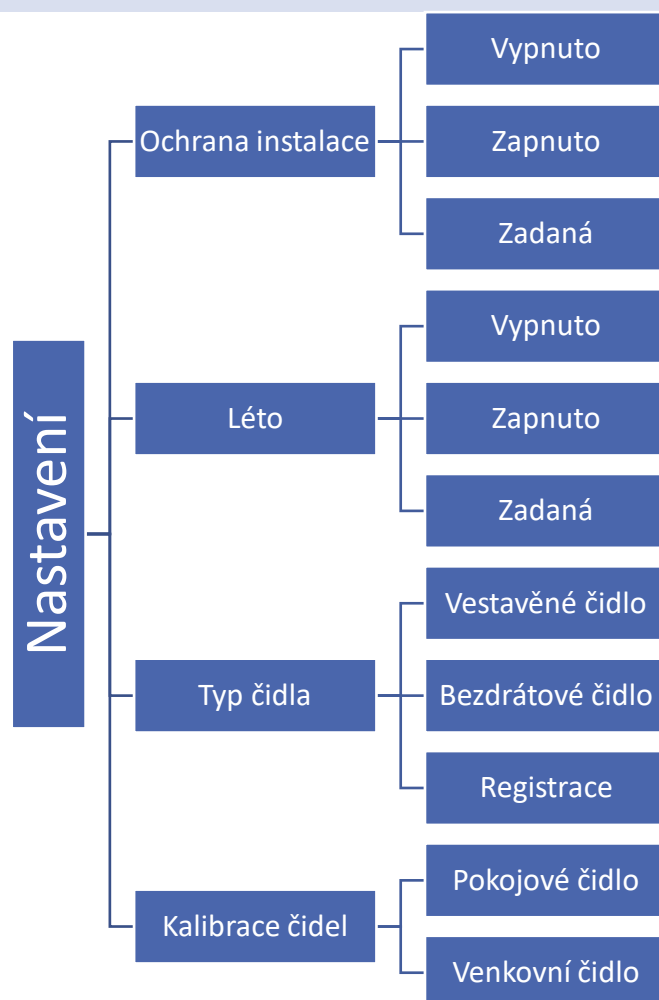 Nastavení
Ochrana instalace
Vypnuto
Zapnuto
Zadaná
Léto
Vypnuto
Zapnuto
Zadaná
Typ čidla
Vestavěné čidlo
Bezdrátové čidlo
Registrace
Kalibrace čidel
Pokojové čidlo
Venkovní čidlo